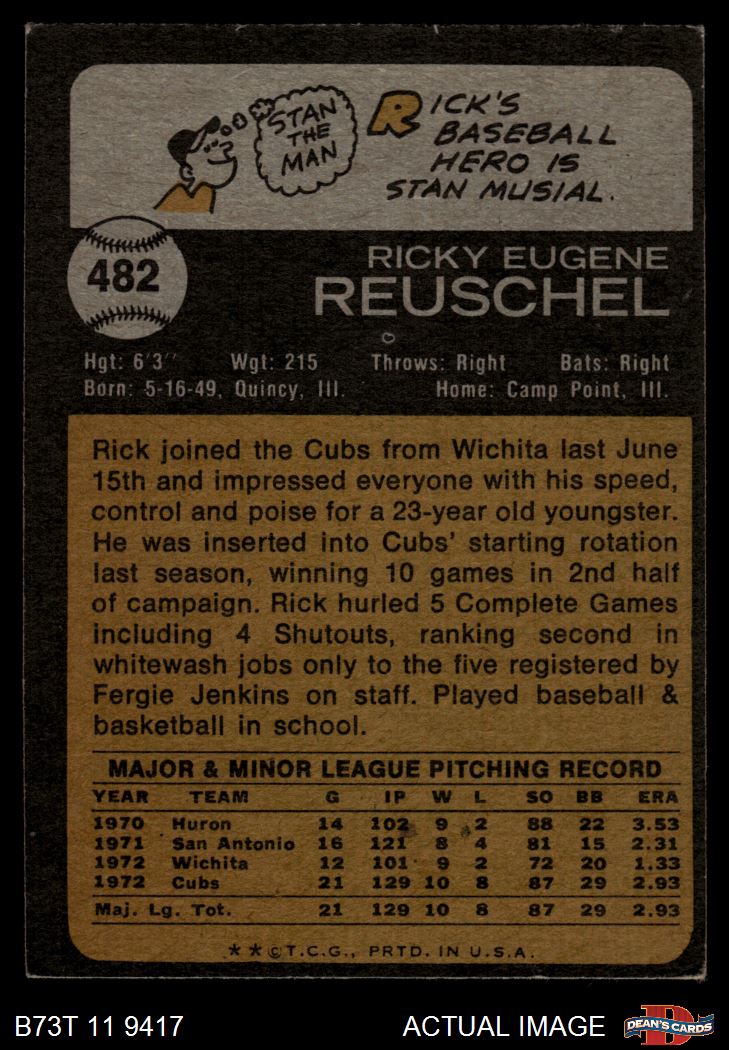 STAN
THE
MAN
RICK'S
BASEBALL
HERO IS
STAN MUSIAL.
482
RICKY EUGENE
REUSCHEL
Hgt: 6'3" Wgt: 215 Throws: Right Bats: Right
Born: 5-16-49, Quincy, Ill. Home: Camp Point, Ill.
Rick joined the Cubs from Wichita last June
15th and impressed everyone with his speed,
control and poise for a 23-year old youngster.
He was inserted into Cubs' starting rotation
last season, winning 10 games in 2nd half
of campaign. Rick hurled 5 Complete Games
including 4 Shutouts, ranking second in
whitewash jobs only to the five registered by
Fergie Jenkins on staff. Played baseball &
basketball in school.
MAJOR & MINOR LEAGUE PITCHING RECORD
YEAR TEAM G IP W L SO BB ERA
1970 Huron 14 102 9 2 88 22 3.53
1971 San Antonio 16 121 8 4 81 15 2.31
1972 Wichita 12 101 9 2 72 20 1.33
1972 Cubs 21 129 10 8 87 29 2.93
Maj. Lg. Tot. 21 129 10 8 87 29 2.93
**©T.C.G., PRTD. IN U.S.A.
B73T 11 9417 ACTUAL IMAGE DEAN'S CARDS